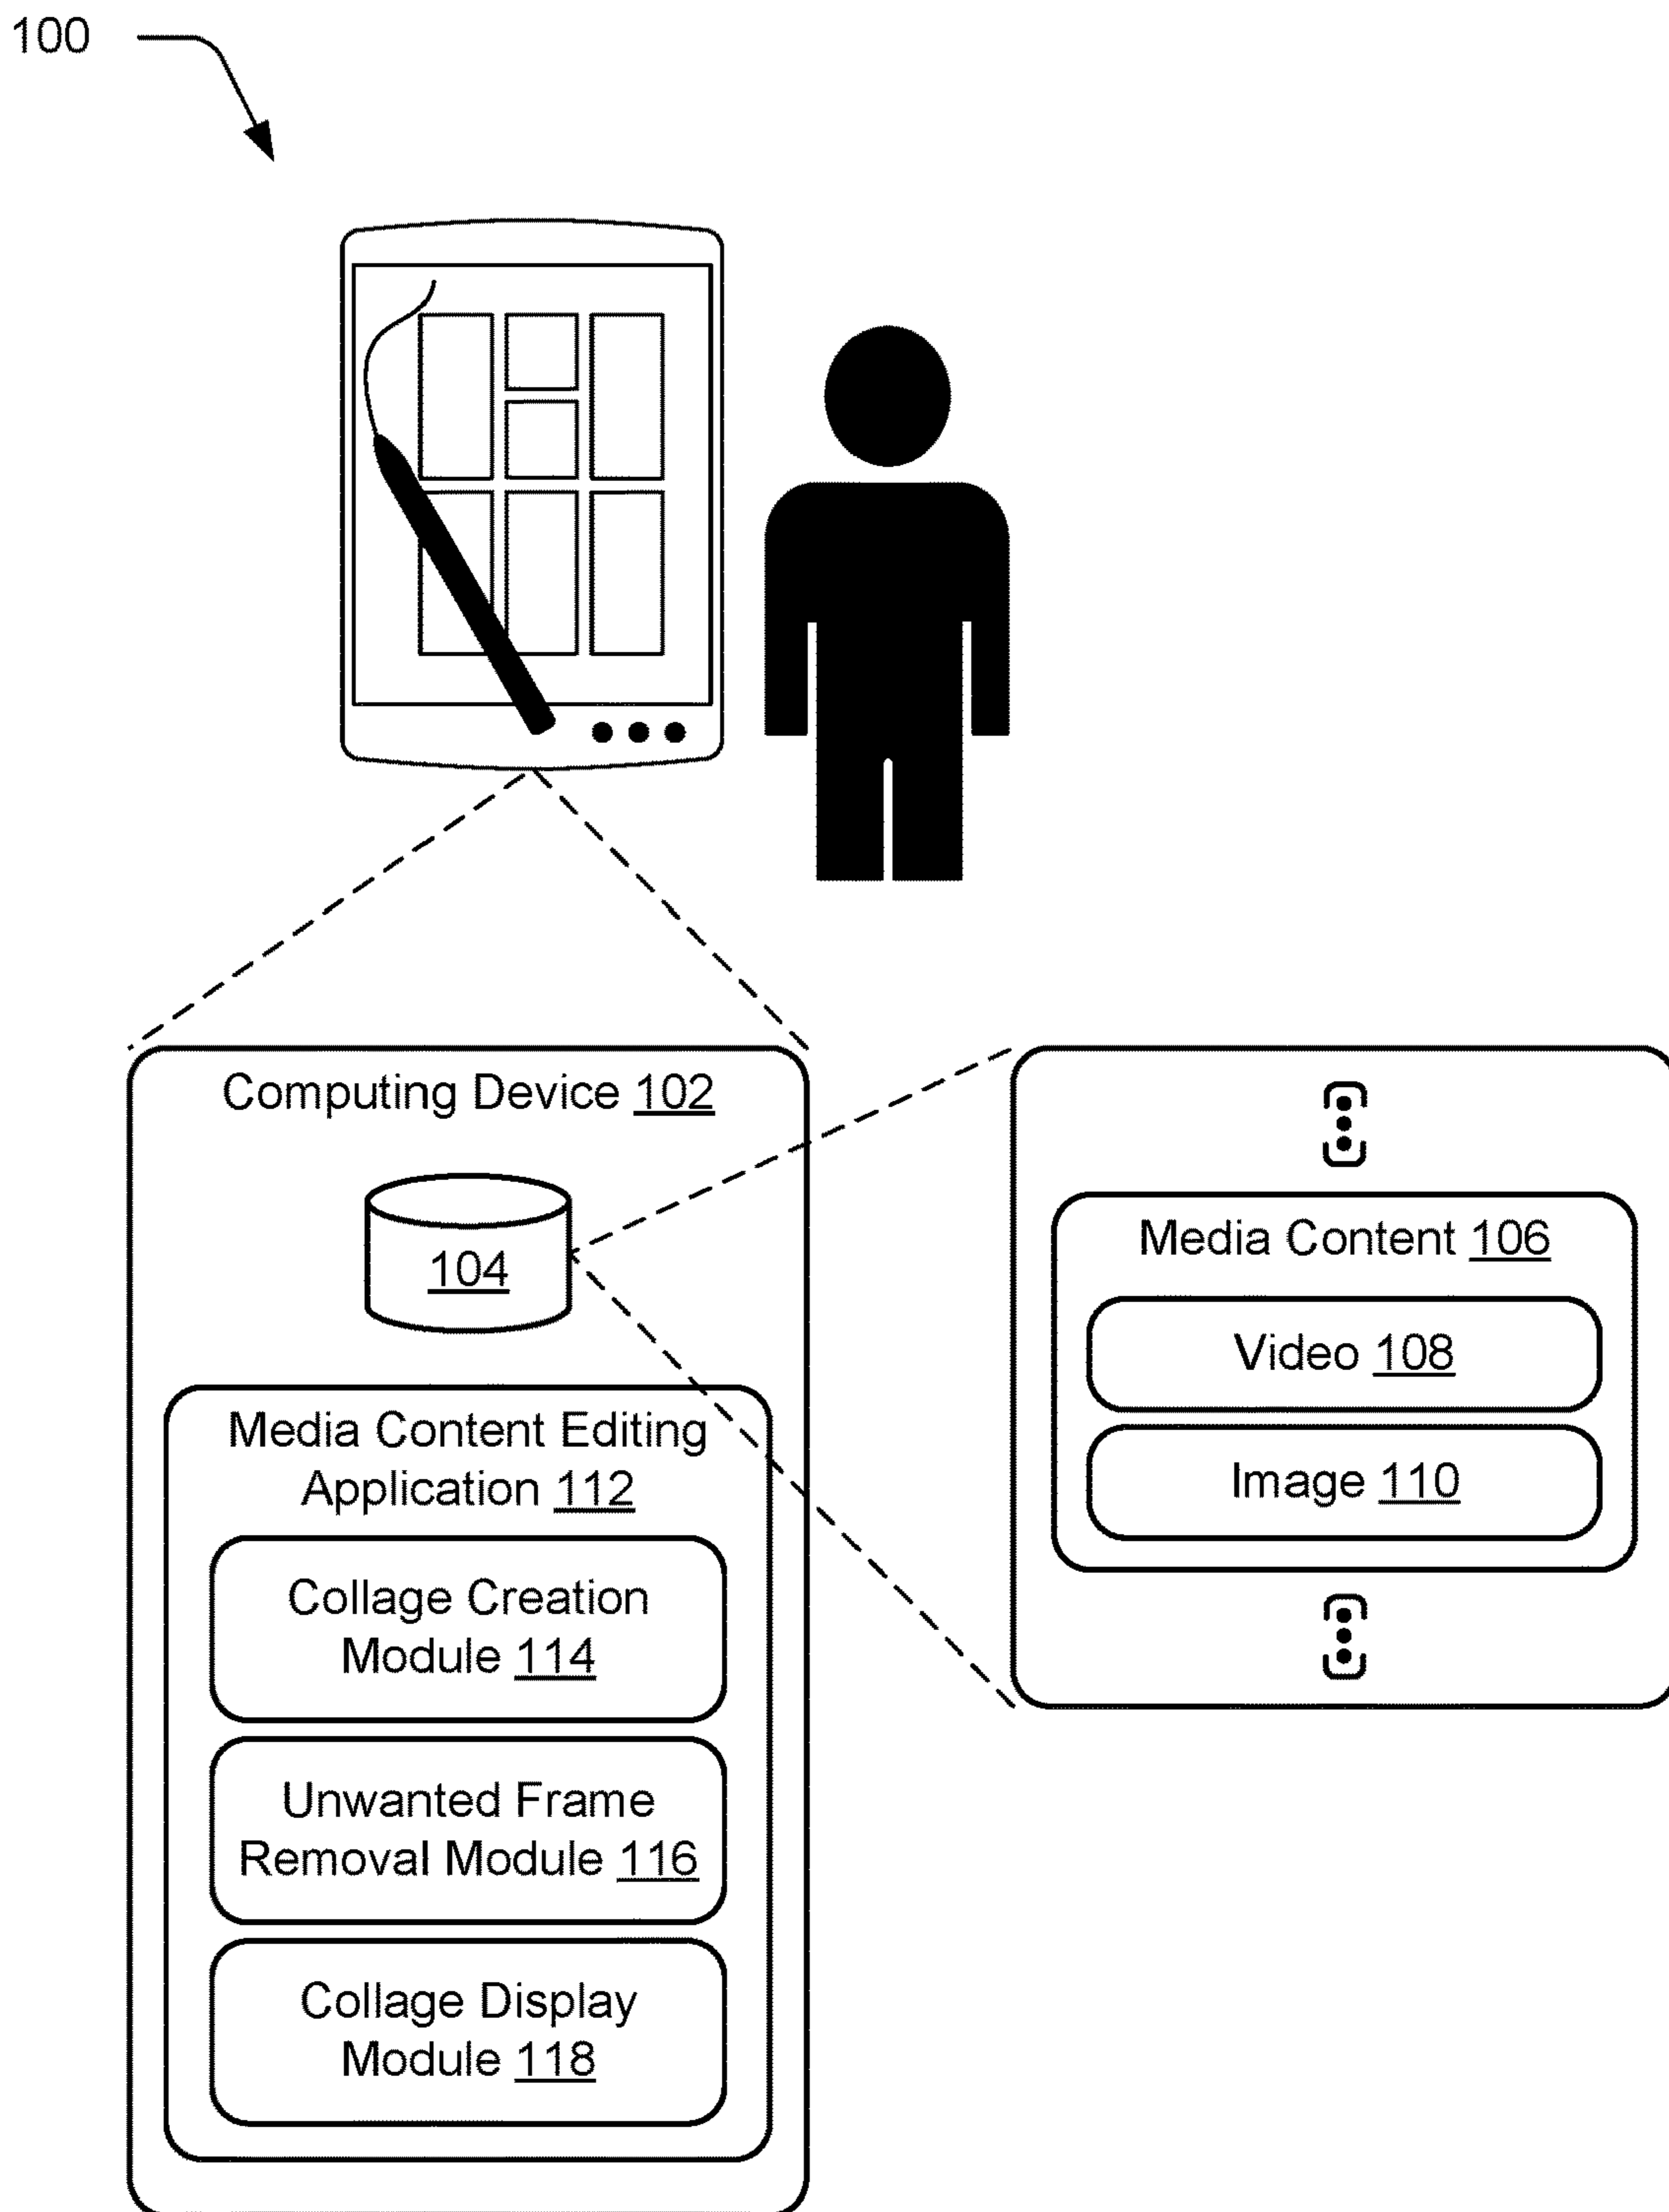 100
Computing Device 102
104
Media Content Editing
Application 112
Collage Creation
Module 114
Unwanted Frame
Removal Module 116
Collage Display
Module 118
Media Content 106
Video 108
Image 110